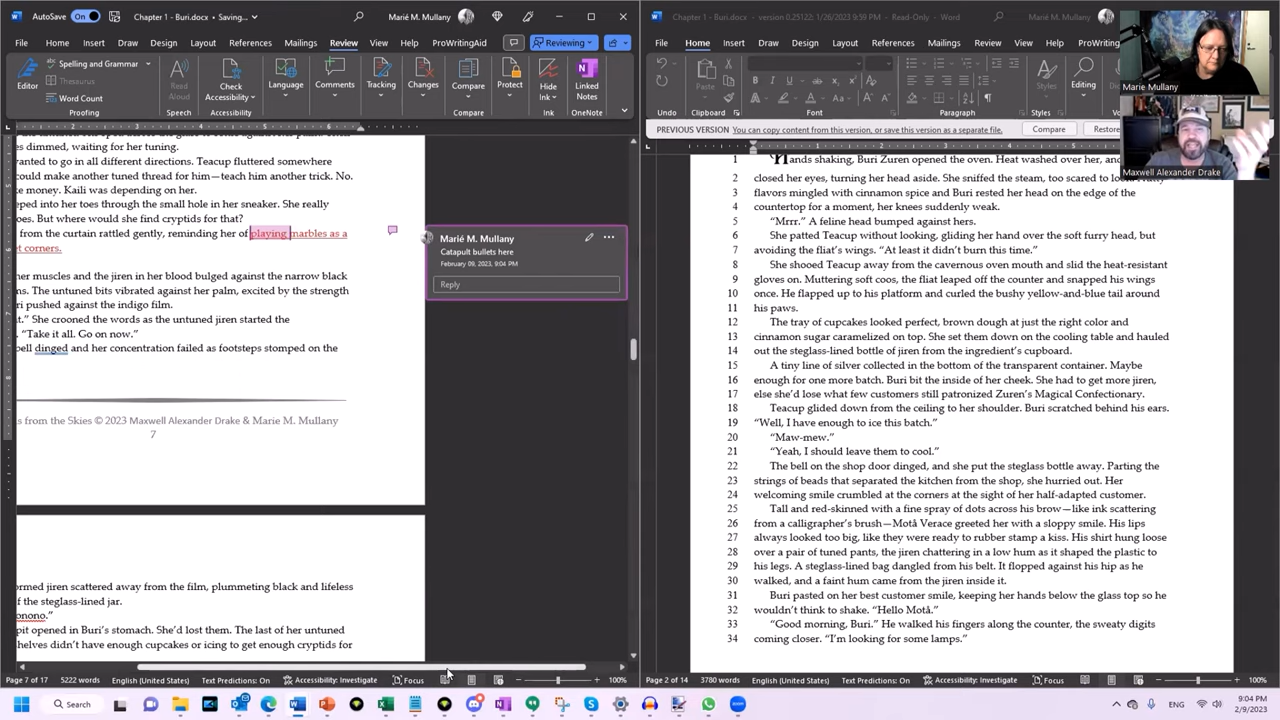 AutoSave On Chapter 1 - Buri.docx • Saving... Marié M. Mullany
File Home Insert Draw Design Layout References Mailings Review View Help ProWritingAid Reviewing
Editor Spelling and Grammar Thesaurus Word Count Proofing
Read Aloud Speech
Check Accessibility Accessibility
Language
Comments
Tracking
Changes
Compare Compare
Protect
Hide Ink Ink
Linked Notes OneNote
es dimmed, waiting for her tuning.
wanted to go in all different directions. Teacup fluttered somewhere
could make another tuned thread for him—teach him another trick. No.
ke money. Kaili was depending on her.
eped into her toes through the small hole in her sneaker. She really
oes. But where would she find cryptids for that?
from the curtain rattled gently, reminding her of playing marbles as a
et corners.
her muscles and the jiren in her blood bulged against the narrow black
ns. The untuned bits vibrated against her palm, excited by the strength
uri pushed against the indigo film.
t.” She crooned the words as the untuned jiren started the
. “Take it all. Go on now.”
bell dinged and her concentration failed as footsteps stomped on the
s from the Skies © 2023 Maxwell Alexander Drake & Marie M. Mullany
7
ormed jiren scattered away from the film, plummeting black and lifeless
f the steglass-lined jar.
onono.”
pit opened in Buri’s stomach. She’d lost them. The last of her untuned
shelves didn’t have enough cupcakes or icing to get enough cryptids for
Marié M. Mullany
Catapult bullets here
February 09, 2023, 9:04 PM
Reply
Page 7 of 17 5222 words English (United States) Text Predictions: On Accessibility: Investigate Focus 100%
Chapter 1 - Buri.docx • version 0.25122: 1/26/2023 9:59 PM - Read-Only - Word Marié M. Mullany
File Home Insert Draw Design Layout References Mailings Review View Help ProWr
Paste Clipboard
Font
Paragraph
Styles Styles
Editing
PREVIOUS VERSION You can copy content from this version, or save this version as a separate file. Compare Restore
Marie Mullany
Maxwell Alexander Drake
1 Hands shaking, Buri Zuren opened the oven. Heat washed over her, and
2 closed her eyes, turning her head aside. She sniffed the steam, too scared to
3 flavors mingled with cinnamon spice and Buri rested her head on the edge of the
4 countertop for a moment, her knees suddenly weak.
5 “Mrrr.” A feline head bumped against hers.
6 She patted Teacup without looking, gliding her hand over the soft furry head, but
7 avoiding the fliat’s wings. “At least it didn’t burn this time.”
8 She shooed Teacup away from the cavernous oven mouth and slid the heat-resistant
9 gloves on. Muttering soft coos, the fliat leaped off the counter and snapped his wings
10 once. He flapped up to his platform and curled the bushy yellow-and-blue tail around
11 his paws.
12 The tray of cupcakes looked perfect, brown dough at just the right color and
13 cinnamon sugar caramelized on top. She set them down on the cooling table and hauled
14 out the steglass-lined bottle of jiren from the ingredient’s cupboard.
15 A tiny line of silver collected in the bottom of the transparent container. Maybe
16 enough for one more batch. Buri bit the inside of her cheek. She had to get more jiren,
17 else she’d lose what few customers still patronized Zuren’s Magical Confectionary.
18 Teacup glided down from the ceiling to her shoulder. Buri scratched behind his ears.
19 “Well, I have enough to ice this batch.”
20 “Maw-mew.”
21 “Yeah, I should leave them to cool.”
22 The bell on the shop door dinged, and she put the steglass bottle away. Parting the
23 strings of beads that separated the kitchen from the shop, she hurried out. Her
24 welcoming smile crumbled at the corners at the sight of her half-adapted customer.
25 Tall and red-skinned with a fine spray of dots across his brow—like ink scattering
26 from a calligrapher’s brush—Motå Verace greeted her with a sloppy smile. His lips
27 always looked too big, like they were ready to rubber stamp a kiss. His shirt hung loose
28 over a pair of tuned pants, the jiren chattering in a low hum as it shaped the plastic to
29 his legs. A steglass-lined bag dangled from his belt. It flopped against his hip as he
30 walked, and a faint hum came from the jiren inside it.
31 Buri pasted on her best customer smile, keeping her hands below the glass top so he
32 wouldn’t think to shake. “Hello Motå.”
33 “Good morning, Buri.” He walked his fingers along the counter, the sweaty digits
34 coming closer. “I’m looking for some lamps.”
Page 2 of 14 3780 words English (United States) Text Predictions: On Accessibility: Investigate Focus 100%
Search ENG 9:04 PM
2/9/2023